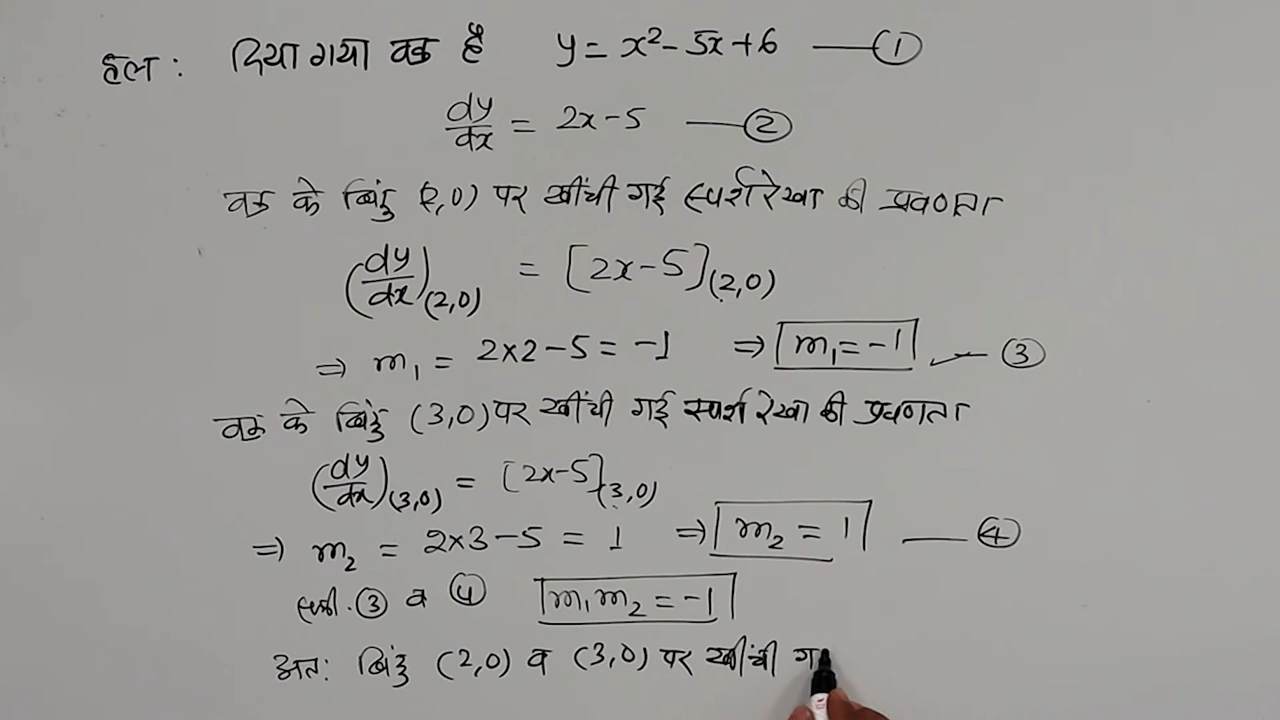 हल : दिया गया वक्र है y = x² - 5x + 6 —— ①
dy/dx = 2x - 5 —— ②
वक्र के बिंदु (2,0) पर खींची गई स्पर्श रेखा की प्रवणता
(dy/dx)(2,0) = [2x - 5](2,0)
⇒ m₁ = 2×2 - 5 = -1 ⇒ m₁ = -1 —— ③
वक्र के बिंदु (3,0) पर खींची गई स्पर्श रेखा की प्रवणता
(dy/dx)(3,0) = [2x - 5](3,0)
⇒ m₂ = 2×3 - 5 = 1 ⇒ m₂ = 1 —— ④
समी. ③ व ④ m₁m₂ = -1
अतः बिंदु (2,0) व (3,0) पर खींची ग